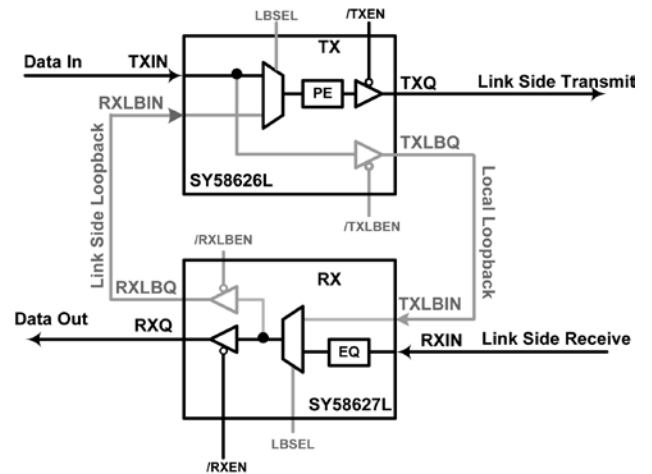 LBSEL
/TXEN
TX
Data In
TXIN
TXQ
Link Side Transmit
PE
RXLBIN
TXLBQ
SY58626L
/TXLBEN
Link Side Loopback
Local Loopback
/RXLBEN
RX
RXLBQ
TXLBIN
Data Out
RXQ
EQ
RXIN
Link Side Receive
SY58627L
LBSEL
/RXEN